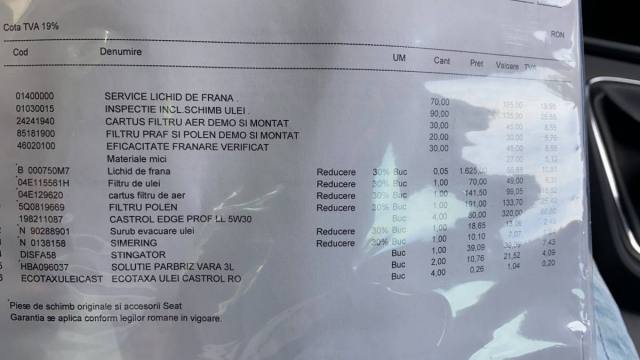 Cota TVA 19%
RON
Cod Denumire UM Cant Pret Valoare TVA
01400000 SERVICE LICHID DE FRANA 70,00
01030015 INSPECTIE INCL SCHIMB ULEI 90,00
24241940 CARTUS FILTRU AER DEMO SI MONTAT 30,00
85181900 FILTRU PRAF SI POLEN DEMO SI MONTAT 20,00
46020100 EFICACITATE FRANARE VERIFICAT 30,00
Materiale mici
B 000750M7 Lichid de frana Reducere 30% Buc 0,05 1.625,00
04E115561H Filtru de ulei Reducere 30% Buc 1,00 70,00 49,00
04E129620 cartus filtru de aer Reducere 30% Buc 1,00 141,50 99,05
5Q0819669 FILTRU POLEN Reducere 30% Buc 1,00 191,00 133,70
198211087 CASTROL EDGE PROF LL 5W30 Buc 4,00 80,00 320,00
N 90288901 Surub evacuare ulei Reducere 30% Buc 1,00 18,65
N 0138158 SIMERING Reducere 30% Buc 1,00 10,10
DISFA58 STINGATOR Buc 1,00 39,09 7,43
HBA096037 SOLUTIE PARBRIZ VARA 3L Buc 2,00 10,76 21,52 4,09
ECOTAXULEICAST ECOTAXA ULEI CASTROL RO Buc 4,00 0,26 1,04 0,20
*Piese de schimb originale si accesorii Seat
Garantia se aplica conform legilor romane in vigoare.